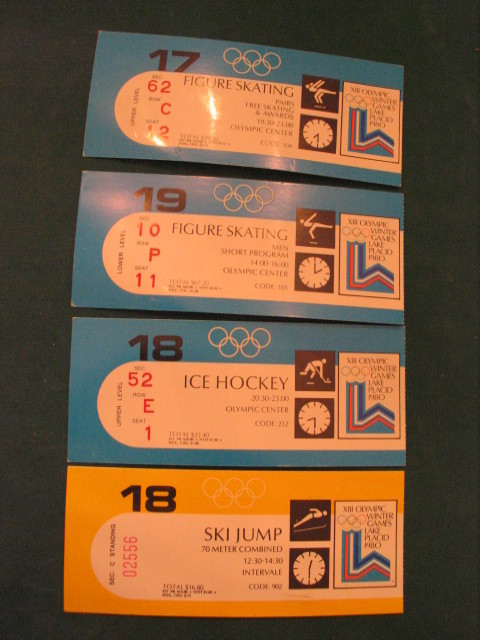 17
SEC
62
ROW
C
SEAT
12
UPPER LEVEL
FIGURE SKATING
PAIRS
FREE SKATING
& AWARDS
19:30-23:00
OLYMPIC CENTER
CODE
XIII OLYMPIC
WINTER
GAMES
LAKE
PLACID
1980
19
SEC
10
ROW
P
SEAT
11
LOWER LEVEL
FIGURE SKATING
MEN
SHORT PROGRAM
14:00-16:00
OLYMPIC CENTER
TOTAL $67.20
CODE 105
XIII OLYMPIC
WINTER
GAMES
LAKE
PLACID
1980
18
SEC
52
ROW
E
SEAT
1
UPPER LEVEL
ICE HOCKEY
20:30-23:00
OLYMPIC CENTER
TOTAL
CODE 212
XIII OLYMPIC
WINTER
GAMES
LAKE
PLACID
1980
18
SEC C STANDING
02556
SKI JUMP
70 METER COMBINED
12:30-14:30
INTERVALE
TOTAL $16.80
CODE 902
XIII OLYMPIC
WINTER
GAMES
LAKE
PLACID
1980